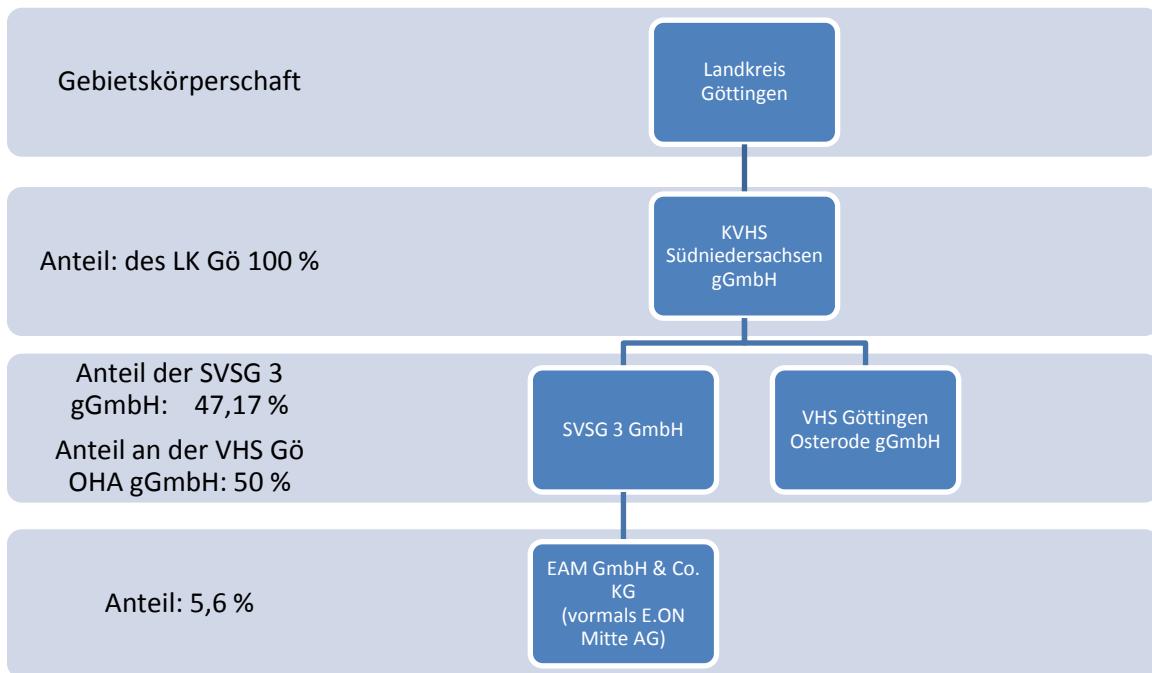 Gebietskörperschaft
Landkreis
Göttingen
Anteil: des LK Gö 100 %
KVHS
Südniedersachsen
gGmbH
Anteil der SVSG 3
gGmbH: 47,17 %
Anteil an der VHS Gö
OHA gGmbH: 50 %
SVSG 3 GmbH
VHS Göttingen
Osterode gGmbH
Anteil: 5,6 %
EAM GmbH & Co.
KG
(vormals E.ON
Mitte AG)